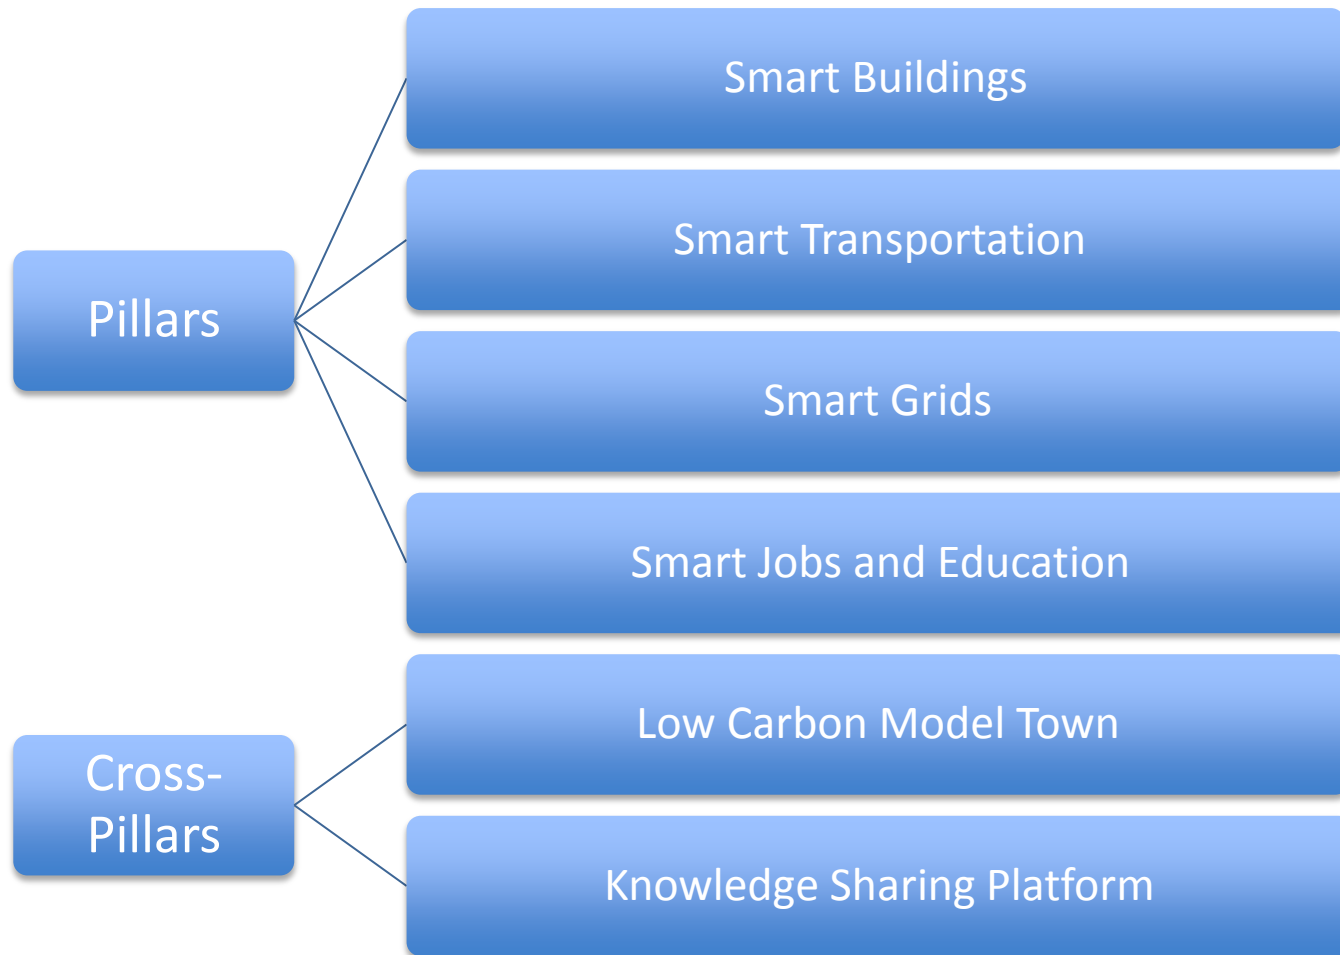 Pillars
Smart Buildings
Smart Transportation
Smart Grids
Smart Jobs and Education
Cross-
Pillars
Low Carbon Model Town
Knowledge Sharing Platform